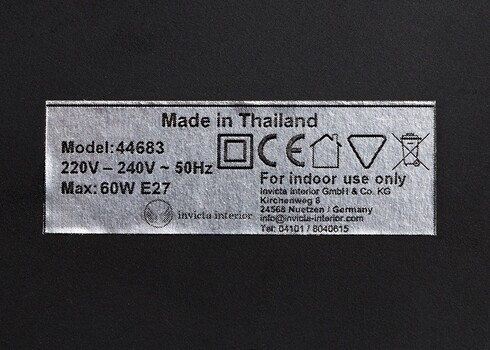 Made in Thailand
Model: 44683
220V – 240V ~ 50Hz
Max: 60W E27
CE
For indoor use only
Invicta Interior GmbH & Co. KG
Kirchenweg 8
24568 Nuetzen / Germany
info@invicta-interior.com
Tel: 04101 / 8040615
invicta interior